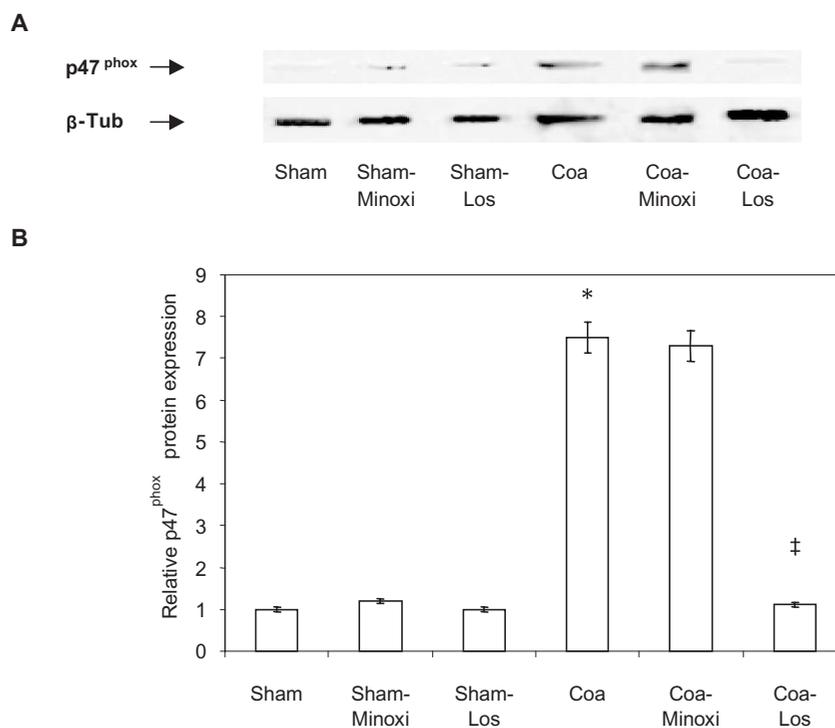 A
p47 phox
β-Tub
Sham Sham-Minoxi Sham-Los Coa Coa-Minoxi Coa-Los
B
Relative p47phox protein expression
9
8
7
6
5
4
3
2
1
0
*
‡
Sham Sham-Minoxi Sham-Los Coa Coa-Minoxi Coa-Los